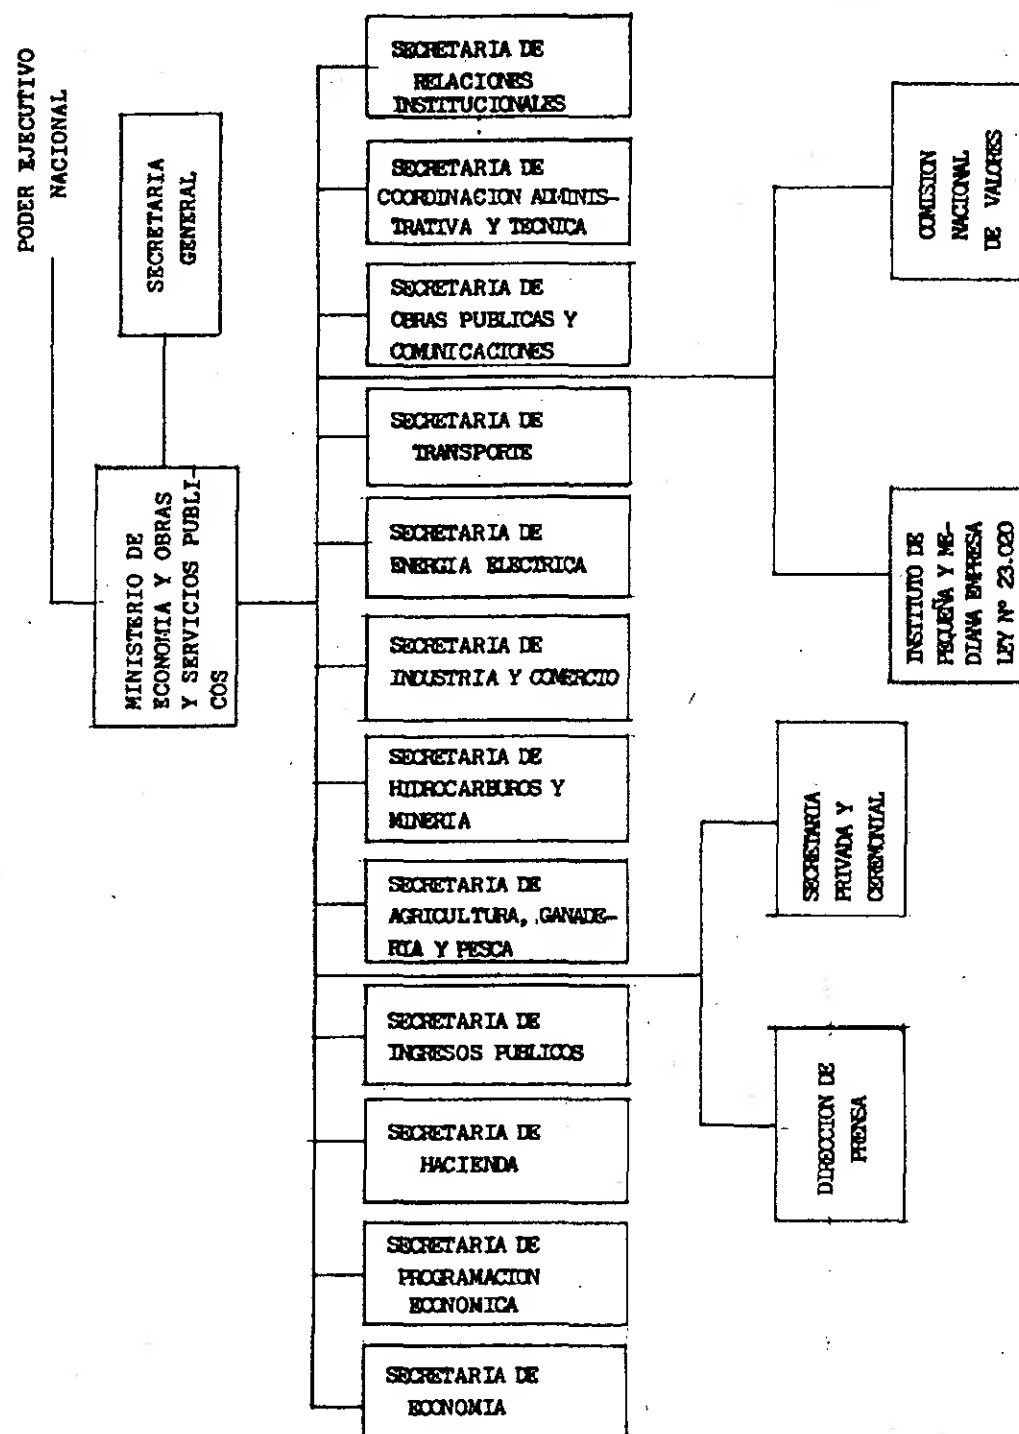 PODER EJECUTIVO
NACIONAL
SECRETARIA
GENERAL
MINISTERIO DE
ECONOMIA Y OBRAS
Y SERVICIOS PUBLI-
COS
SECRETARIA DE
RELACIONES
INSTITUCIONALES
SECRETARIA DE
COORDINACION ADMINIS-
TRATIVA Y TECNICA
SECRETARIA DE
OBRAS PUBLICAS Y
COMUNICACIONES
SECRETARIA DE
TRANSPORTE
SECRETARIA DE
ENERGIA ELECTRICA
SECRETARIA DE
INDUSTRIA Y COMERCIO
SECRETARIA DE
HIDROCARBUROS Y
MINERIA
SECRETARIA DE
AGRICULTURA, GANADE-
RIA Y PESCA
SECRETARIA DE
INGRESOS PUBLICOS
SECRETARIA DE
HACIENDA
SECRETARIA DE
PROGRAMACION
ECONOMICA
SECRETARIA DE
ECONOMIA
COMISION
NACIONAL
DE VALORES
INSTITUTO DE
PEQUEÑA Y ME-
DIANA EMPRESA
LEY Nº 23.020
SECRETARIA
PRIVADA Y
CEREMONIAL
DIRECCION DE
PRENSA